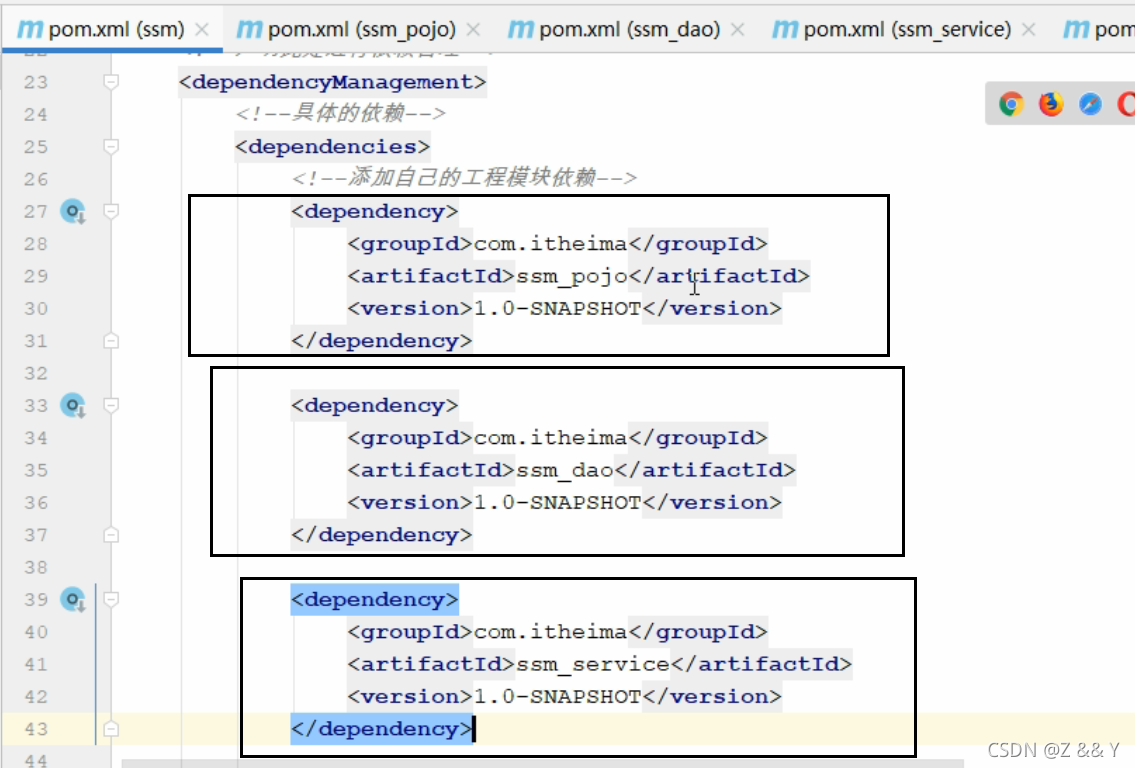 pom.xml (ssm)
pom.xml (ssm_pojo)
pom.xml (ssm_dao)
pom.xml (ssm_service)
pom
23 <dependencyManagement>
24 <!--具体的依赖-->
25 <dependencies>
26 <!--添加自己的工程模块依赖-->
27 <dependency>
28 <groupId>com.itheima</groupId>
29 <artifactId>ssm_pojo</artifactId>
30 <version>1.0-SNAPSHOT</version>
31 </dependency>
32
33 <dependency>
34 <groupId>com.itheima</groupId>
35 <artifactId>ssm_dao</artifactId>
36 <version>1.0-SNAPSHOT</version>
37 </dependency>
38
39 <dependency>
40 <groupId>com.itheima</groupId>
41 <artifactId>ssm_service</artifactId>
42 <version>1.0-SNAPSHOT</version>
43 </dependency>
44
CSDN @Z && Y